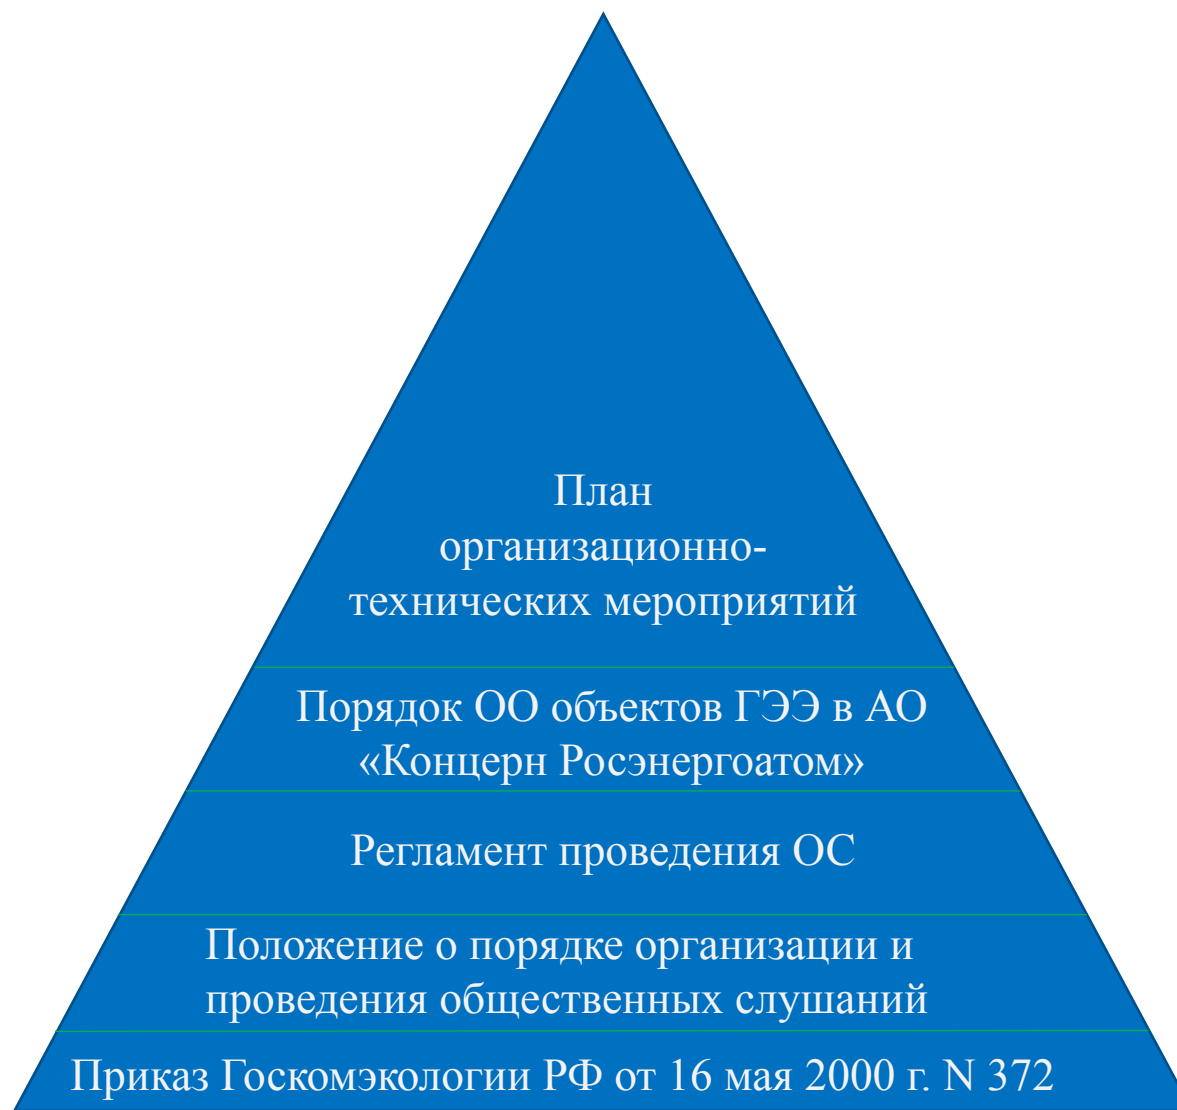 План
организационно-
технических мероприятий
Порядок ОО объектов ГЭЭ в АО
«Концерн Росэнергоатом»
Регламент проведения ОС
Положение о порядке организации и
проведения общественных слушаний
Приказ Госкомэкологии РФ от 16 мая 2000 г. N 372